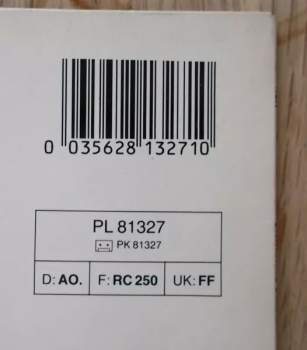 0 035628 132710
PL 81327
PK 81327
D: AO. F: RC 250 UK: FF